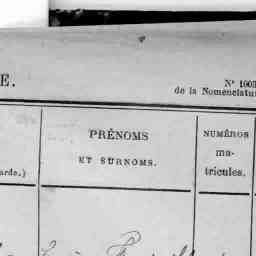 E.
N° 1003
de la Nomenclatu
PRÉNOMS
ET SURNOMS.
NUMÉROS
ma-
tricules.
arde.)